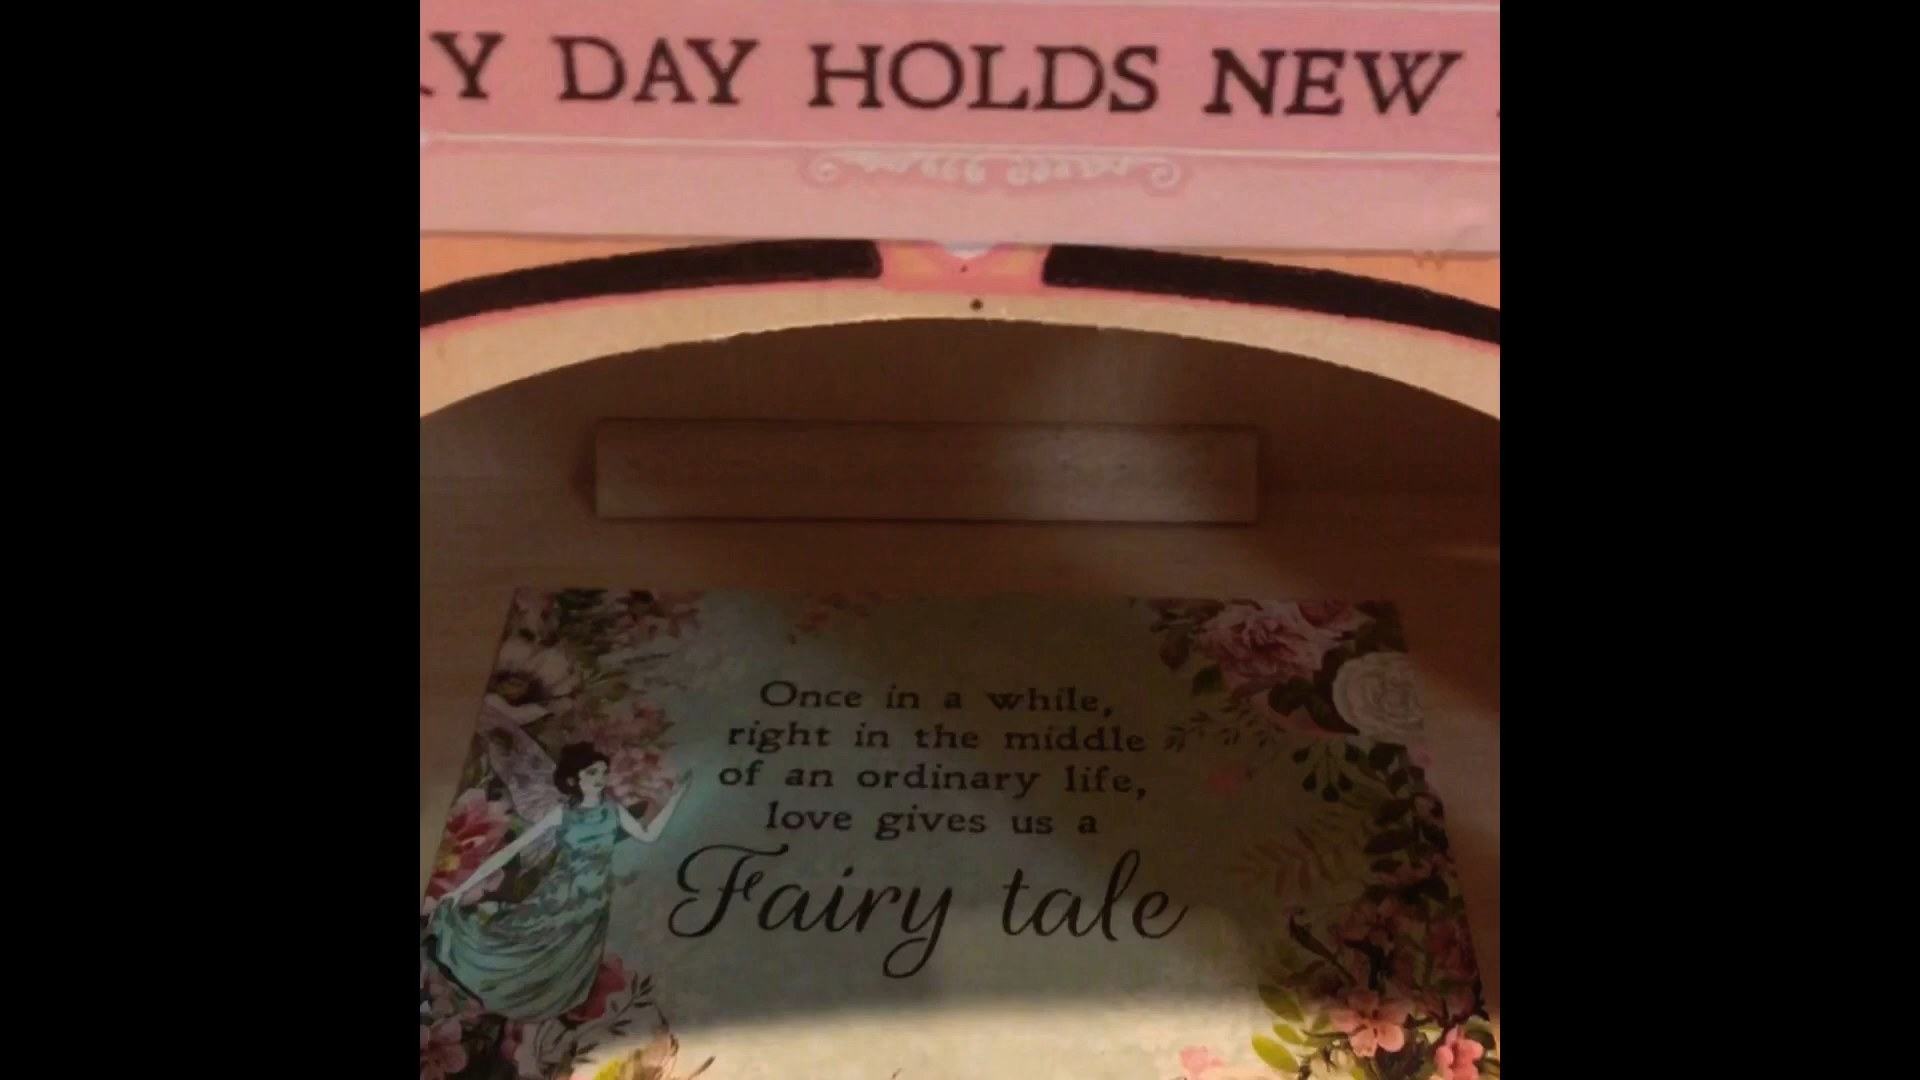 DAY HOLDS NEW
Once in a while,
right in the middle
of an ordinary life,
love gives us a
Fairy tale